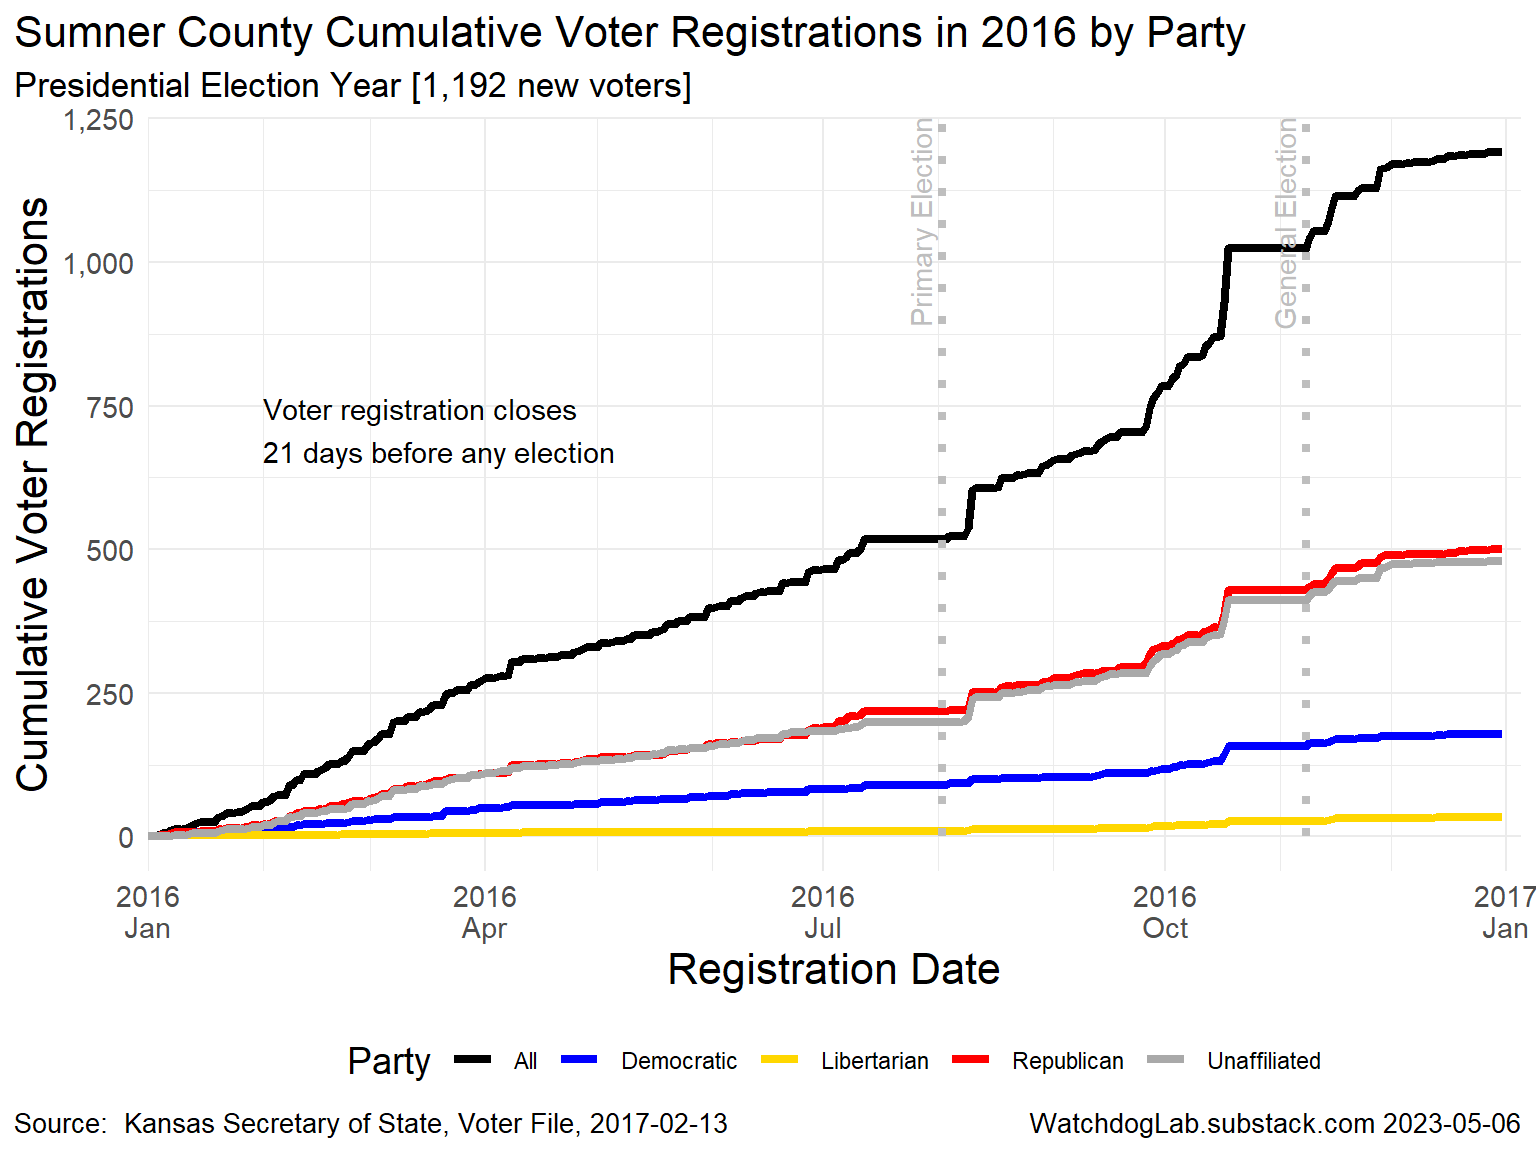 Sumner County Cumulative Voter Registrations in 2016 by Party
Presidential Election Year [1,192 new voters]
Cumulative Voter Registrations
1,250
1,000
750
500
250
0
Primary Election
General Election
Voter registration closes
21 days before any election
2016 2016 2016 2016 2017
Jan Apr Jul Oct Jan
Registration Date
Party All Democratic Libertarian Republican Unaffiliated
Source:  Kansas Secretary of State, Voter File, 2017-02-13
WatchdogLab.substack.com 2023-05-06